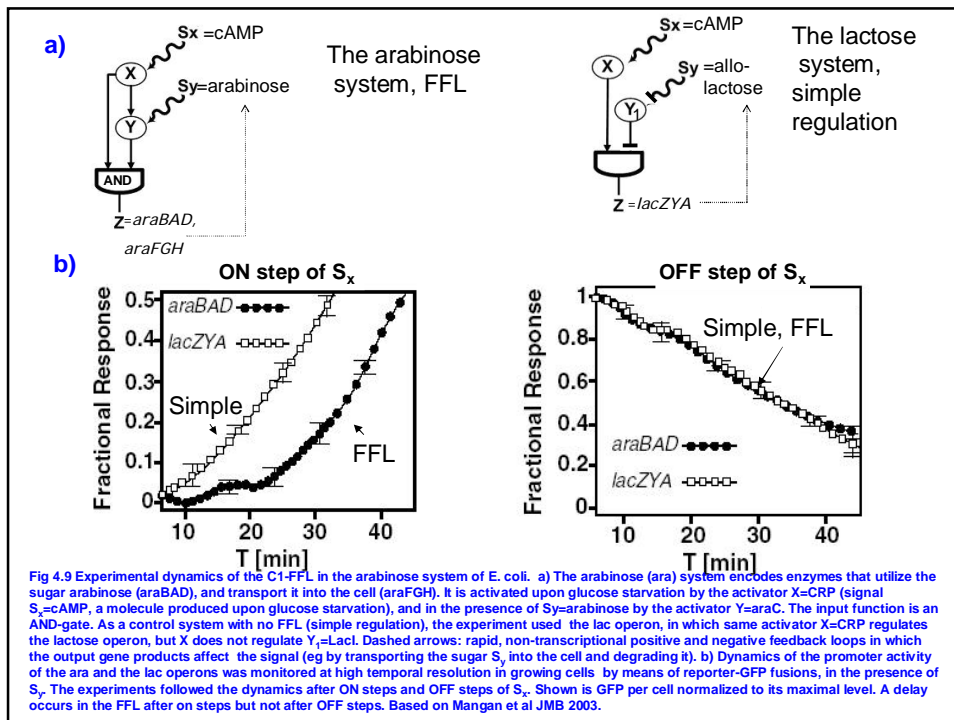 a)
Sx =cAMP
X
Sy=arabinose
Y
AND
Z=araBAD,
araFGH
The arabinose
system, FFL
Sx=cAMP
X
Sy =allo-
lactose
Y1
Z =lacZYA
The lactose
system,
simple
regulation
b)
ON step of Sx
Fractional Response
0.5
0.4
0.3
0.2
0.1
0
araBAD
lacZYA
Simple
FFL
10
20
30
40
T [min]
OFF step of Sx
Fractional Response
1
0.8
0.6
0.4
0.2
0
Simple, FFL
araBAD
lacZYA
10
20
30
40
T [min]
Fig 4.9 Experimental dynamics of the C1-FFL in the arabinose system of E. coli. a) The arabinose (ara) system encodes enzymes that utilize the
sugar arabinose (araBAD), and transport it into the cell (araFGH). It is activated upon glucose starvation by the activator X=CRP (signal
Sx=cAMP, a molecule produced upon glucose starvation), and in the presence of Sy=arabinose by the activator Y=araC. The input function is an
AND-gate. As a control system with no FFL (simple regulation), the experiment used the lac operon, in which same activator X=CRP regulates
the lactose operon, but X does not regulate Y1=LacI. Dashed arrows: rapid, non-transcriptional positive and negative feedback loops in which
the output gene products affect the signal (eg by transporting the sugar Sy into the cell and degrading it). b) Dynamics of the promoter activity
of the ara and the lac operons was monitored at high temporal resolution in growing cells by means of reporter-GFP fusions, in the presence of
Sy. The experiments followed the dynamics after ON steps and OFF steps of Sx. Shown is GFP per cell normalized to its maximal level. A delay
occurs in the FFL after on steps but not after OFF steps. Based on Mangan et al JMB 2003.